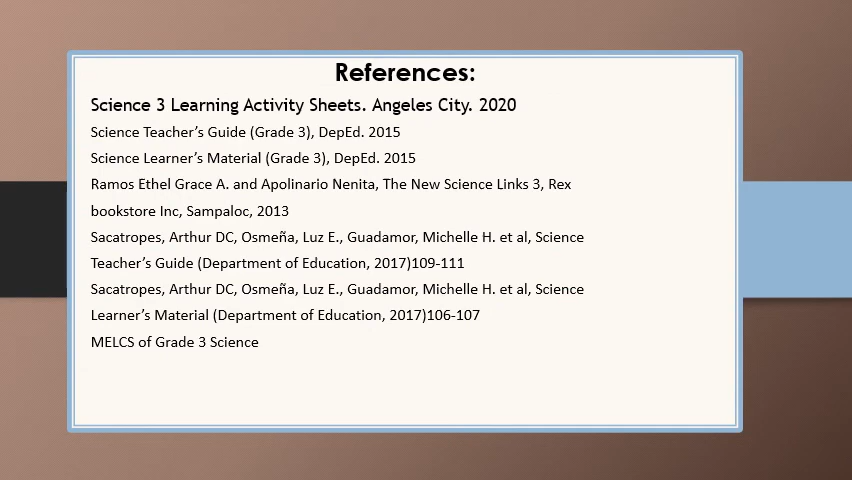 References:
Science 3 Learning Activity Sheets. Angeles City. 2020
Science Teacher’s Guide (Grade 3), DepEd. 2015
Science Learner’s Material (Grade 3), DepEd. 2015
Ramos Ethel Grace A. and Apolinario Nenita, The New Science Links 3, Rex
bookstore Inc, Sampaloc, 2013
Sacatropes, Arthur DC, Osmeña, Luz E., Guadamor, Michelle H. et al, Science
Teacher’s Guide (Department of Education, 2017)109-111
Sacatropes, Arthur DC, Osmeña, Luz E., Guadamor, Michelle H. et al, Science
Learner’s Material (Department of Education, 2017)106-107
MELCS of Grade 3 Science